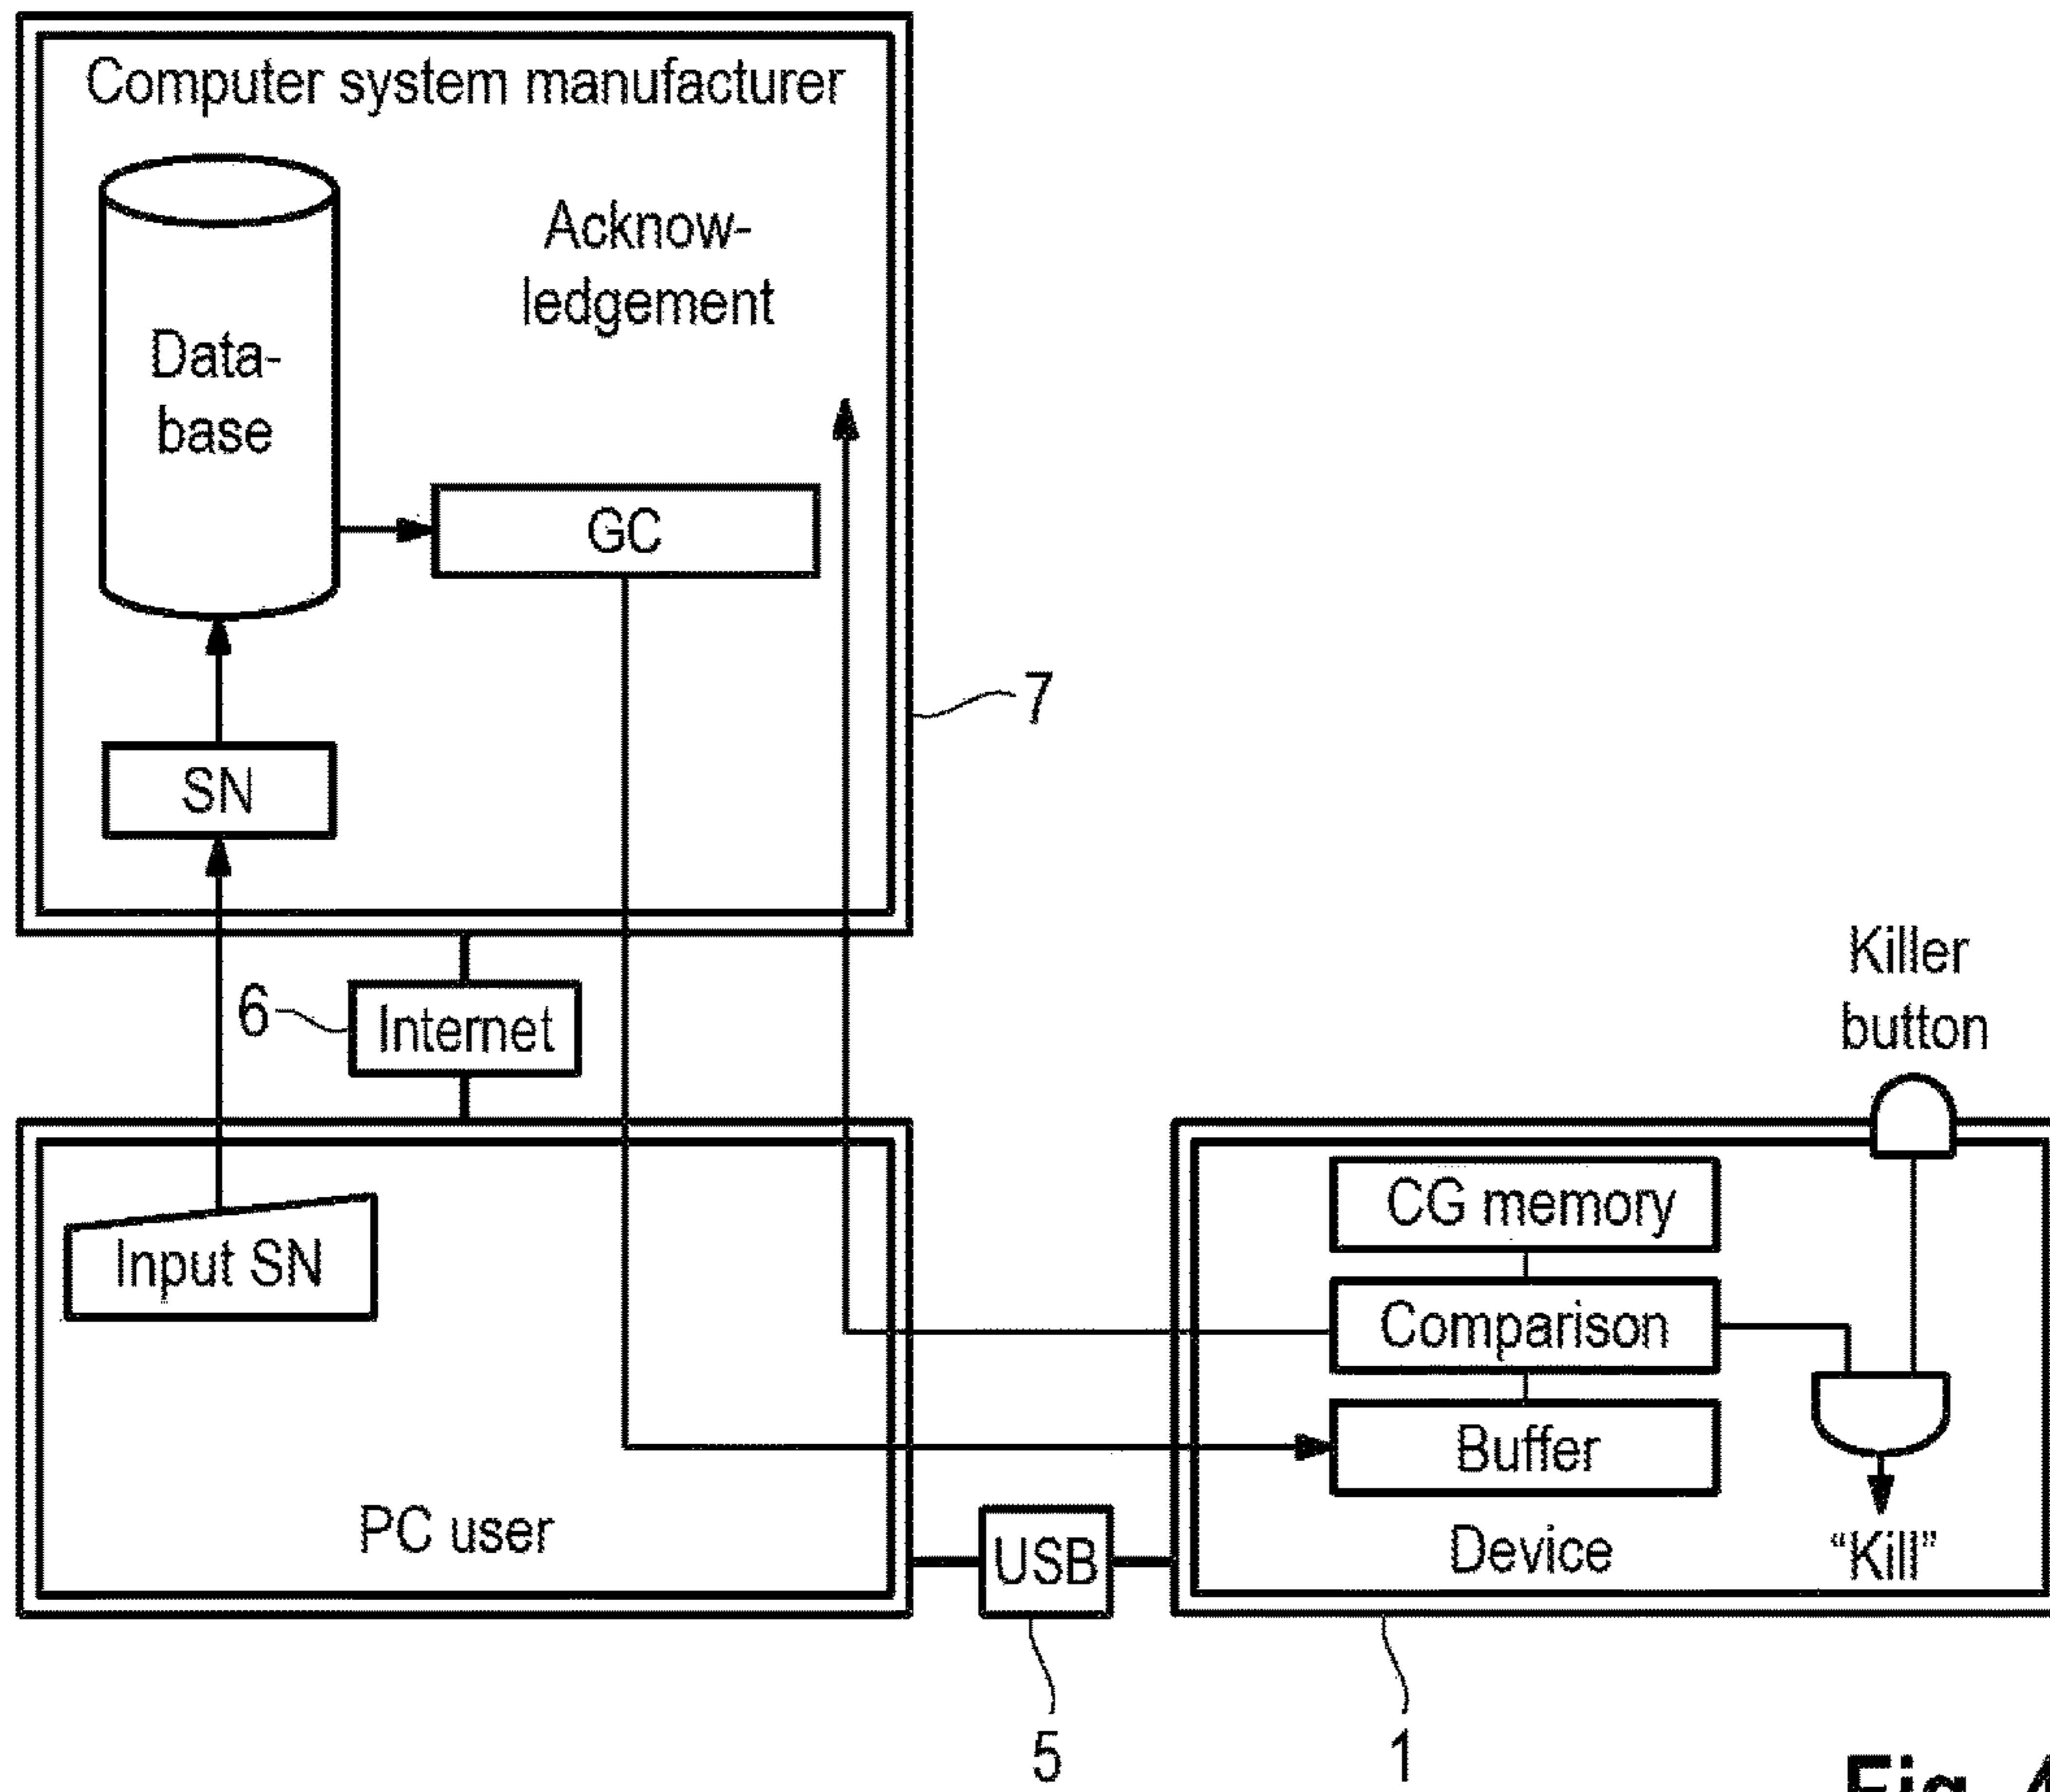 Computer system manufacturer
Acknow-
ledgement
Data-
base
GC
7
SN
Killer
button
6
Internet
CG memory
Input SN
Comparison
Buffer
PC user
Device
"Kill"
USB
5
1
Fig.